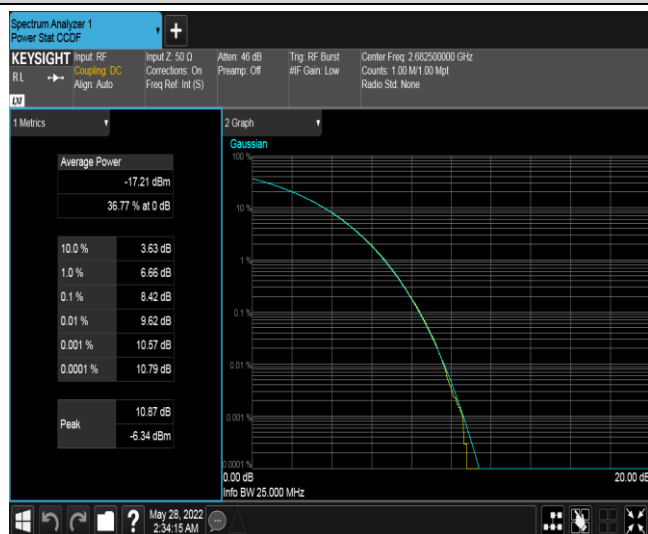 Spectrum Analyzer 1
Power Stat CCDF
+
KEYSIGHT
R L
LXI
Input: RF
Coupling: DC
Align: Auto
Input Z: 50 Ω
Corrections: On
Freq Ref: Int (S)
Atten: 46 dB
Preamp: Off
Trig: RF Burst
#IF Gain: Low
Center Freq: 2.682500000 GHz
Counts: 1.00 M/1.00 Mpt
Radio Std: None
1 Metrics
Average Power
-17.21 dBm
36.77 % at 0 dB
10.0 % 3.63 dB
1.0 % 6.66 dB
0.1 % 8.42 dB
0.01 % 9.62 dB
0.001 % 10.57 dB
0.0001 % 10.79 dB
Peak
10.87 dB
-6.34 dBm
2 Graph
Gaussian
100 %
10 %
1 %
0.1 %
0.01 %
0.001 %
0.0001 %
0.00 dB
20.00 dB
Info BW 25.000 MHz
?
May 28, 2022
2:34:15 AM